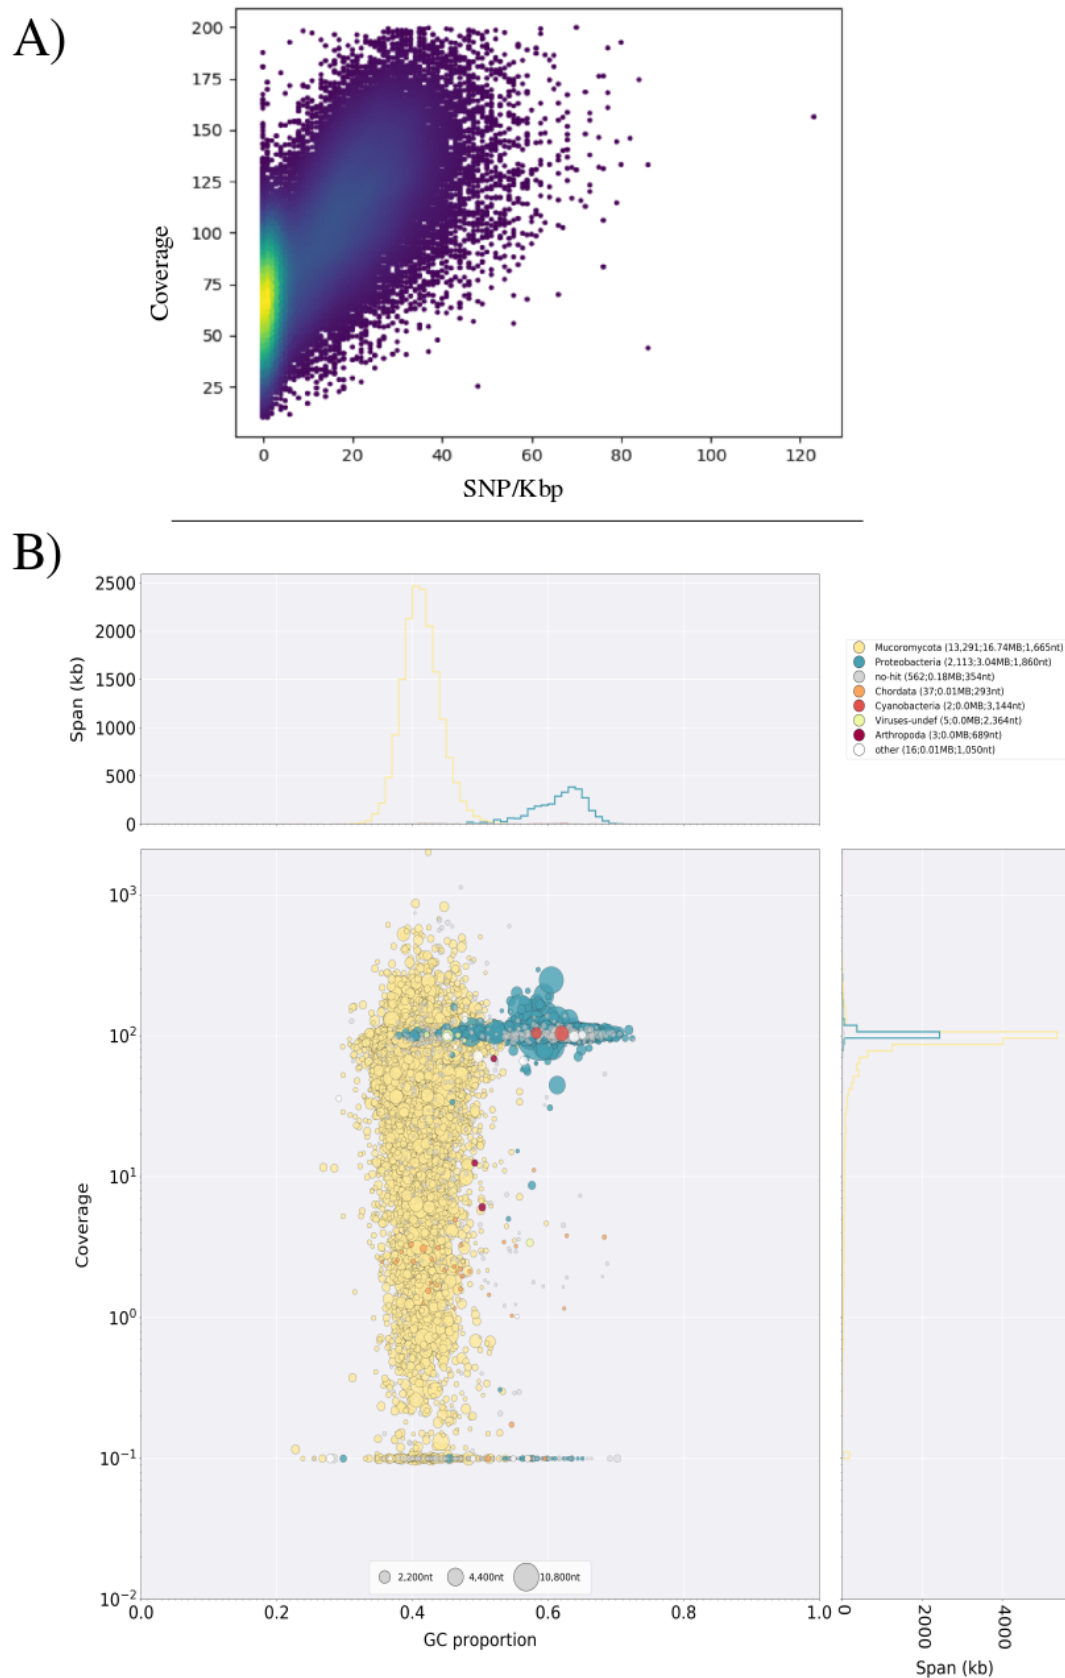 A)
200
175
150
125
100
75
50
25
Coverage
0 20 40 60 80 100 120
SNP/Kbp
B)
2500
2000
1500
1000
500
0
Span (kb)
Mucoromycota (13,291;16.74MB;1,665nt)
Proteobacteria (2,113;3.04MB;1,860nt)
no-hit (562;0.18MB;354nt)
Chordata (37;0.01MB;293nt)
Cyanobacteria (2;0.0MB;3,144nt)
Viruses-undef (5;0.0MB;2,364nt)
Arthropoda (3;0.0MB;689nt)
other (16;0.01MB;1,050nt)
10³
10²
10¹
10⁰
10⁻¹
10⁻²
Coverage
2,200nt 4,400nt 10,800nt
0.0 0.2 0.4 0.6 0.8 1.0
GC proportion
0 2000 4000
Span (kb)